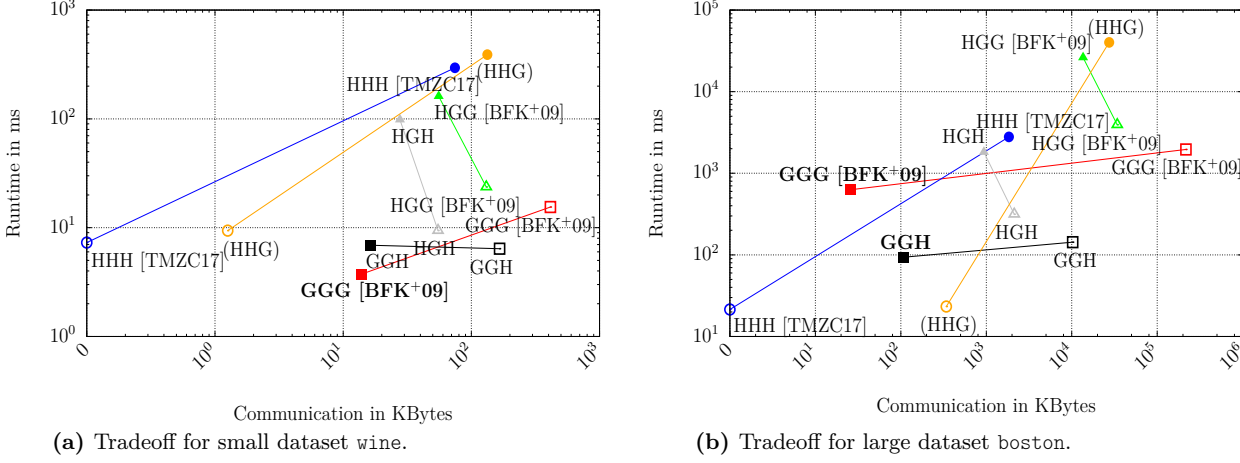 Runtime in ms
10^4
10^3
10^2
10^1
10^0
HHH [TMZC17]
(HHG)
HGG [BFK^+09]
HGH
HGG [BFK^+09]
GGG [BFK^+09]
HHH [TMZC17]
(HHG)
GGH
HGH
GGH
GGG [BFK^+09]
0
10^0
10^1
10^2
10^3
Communication in KBytes
(a) Tradeoff for small dataset wine.
Runtime in ms
10^5
10^4
10^3
10^2
10^1
HGG [BFK^+09]
(HHG)
HGH
HHH [TMZC17]
HGG [BFK^+09]
GGG [BFK^+09]
GGG [BFK^+09]
GGH
HGH
GGH
HHH [TMZC17]
(HHG)
0
10^1
10^2
10^3
10^4
10^5
10^6
Communication in KBytes
(b) Tradeoff for large dataset boston.